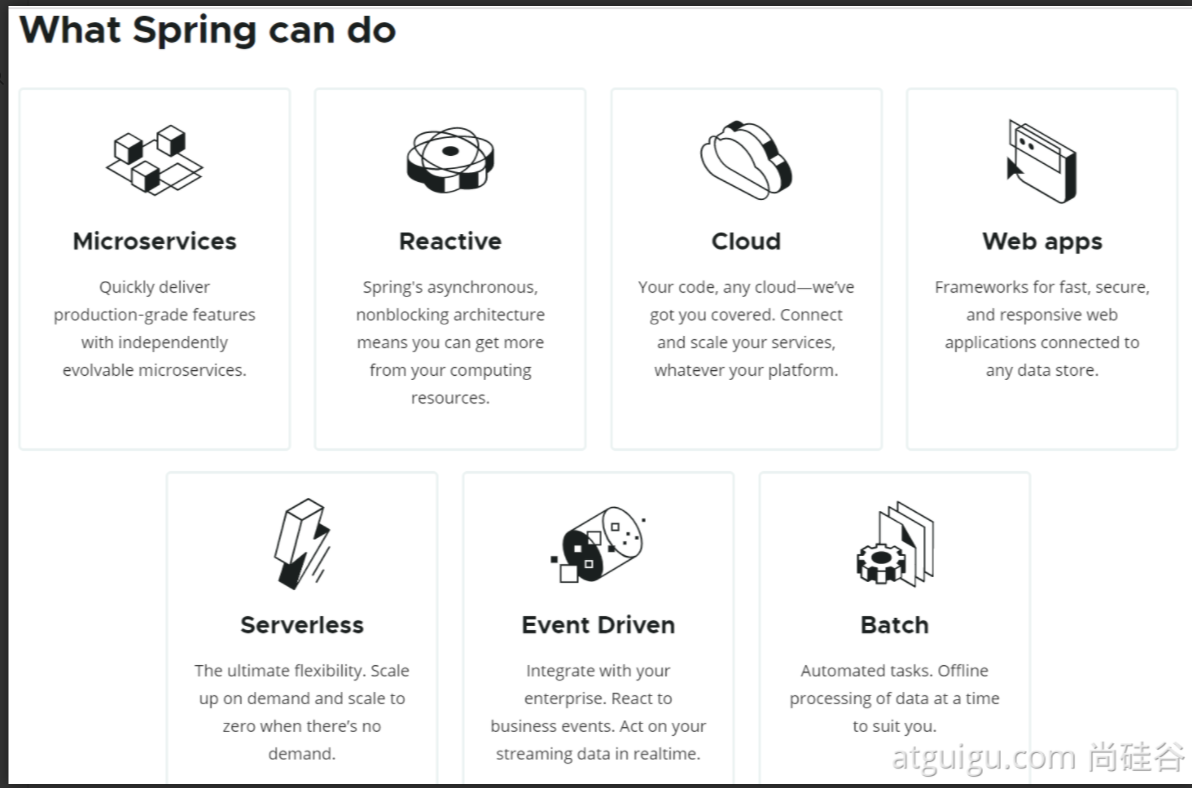 What Spring can do
Microservices
Quickly deliver
production-grade features
with independently
evolvable microservices.
Reactive
Spring's asynchronous,
nonblocking architecture
means you can get more
from your computing
resources.
Cloud
Your code, any cloud—we've
got you covered. Connect
and scale your services,
whatever your platform.
Web apps
Frameworks for fast, secure,
and responsive web
applications connected to
any data store.
Serverless
The ultimate flexibility. Scale
up on demand and scale to
zero when there's no
demand.
Event Driven
Integrate with your
enterprise. React to
business events. Act on your
streaming data in realtime.
Batch
Automated tasks. Offline
processing of data at a time
to suit you.
atguigu.com 尚硅谷